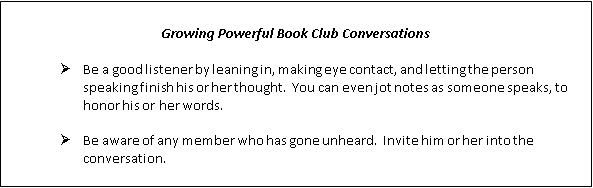 Growing Powerful Book Club Conversations
➢ Be a good listener by leaning in, making eye contact, and letting the person
speaking finish his or her thought.  You can even jot notes as someone speaks, to
honor his or her words.
➢ Be aware of any member who has gone unheard.  Invite him or her into the
conversation.